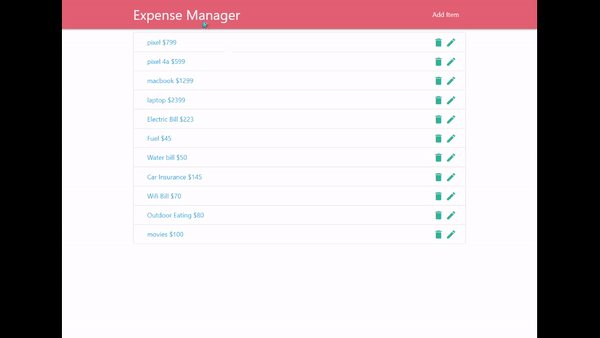 Expense Manager
Add Item
pixel $799
pixel 4a $599
macbook $1299
laptop $2399
Electric Bill $223
Fuel $45
Water bill $50
Car Insurance $145
Wifi Bill $70
Outdoor Eating $80
movies $100